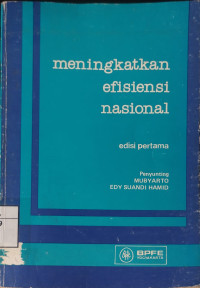 meningkatkan
efisiensi
nasional
edisi pertama
Penyunting
MUBYARTO
EDY SUANDI HAMID
BPFE
YOGYAKARTA